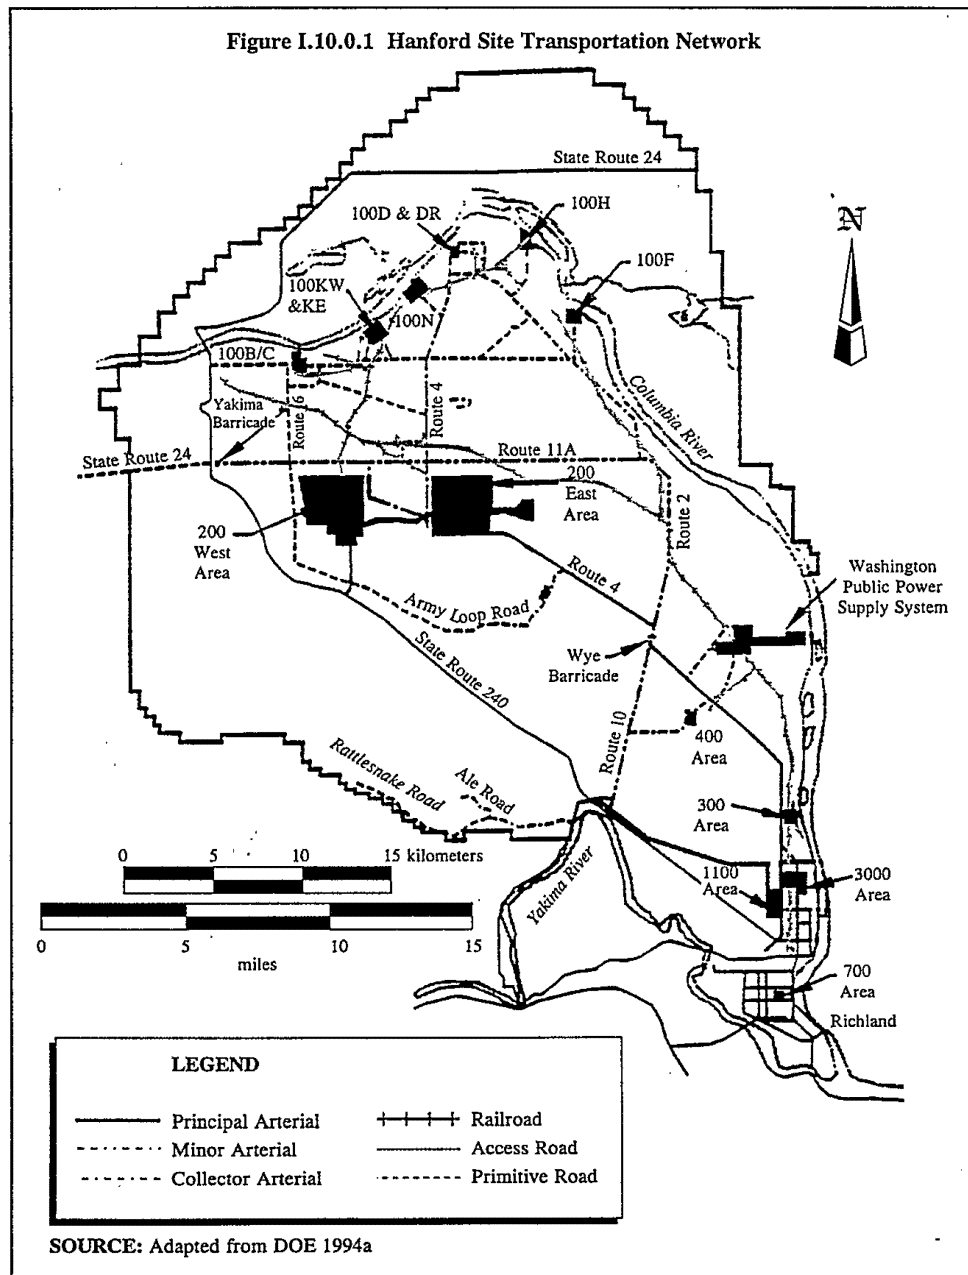 Figure I.10.0.1 Hanford Site Transportation Network
State Route 24
N
100D & DR
100H
100F
100KW
&KE
100N
100B/C
Columbia River
Yakima
Barricade
Route 6
Route 4
State Route 24
Route 11A
200
East
Area
Route 2
200
West
Area
Route 4
Army Loop Road
Washington
Public Power
Supply System
Wye
Barricade
State Route 240
Route 10
400
Area
Rattlesnake Road
Ale Road
300
Area
0 5 10 15 kilometers
1100
Area
3000
Area
Yakima River
0 5 10 15
miles
700
Area
Richland
LEGEND
Principal Arterial
Railroad
Minor Arterial
Access Road
Collector Arterial
Primitive Road
SOURCE: Adapted from DOE 1994a